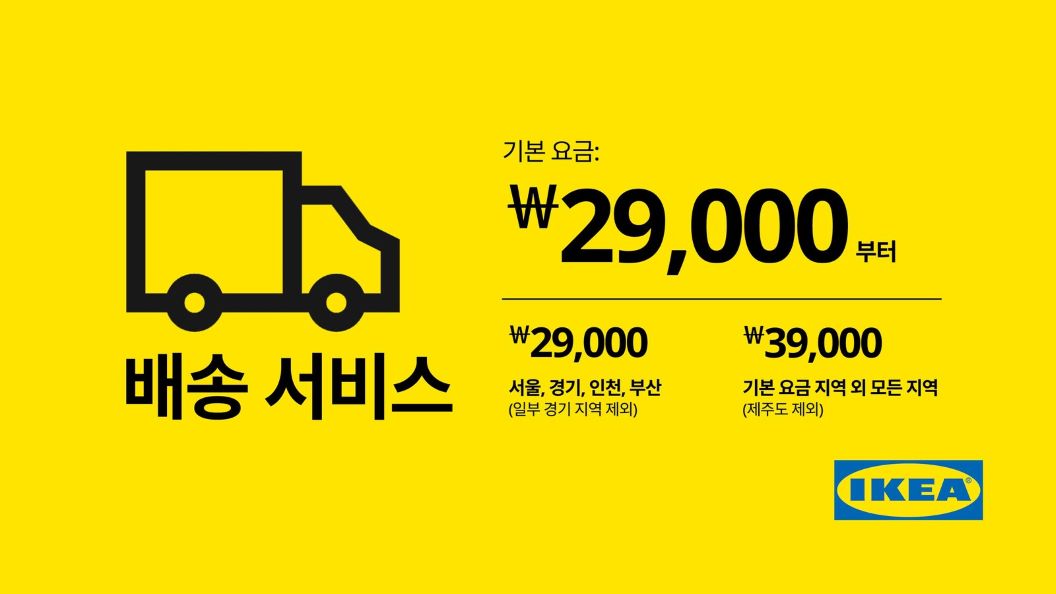 배송 서비스
기본 요금:
₩29,000 부터
₩29,000
서울, 경기, 인천, 부산
(일부 경기 지역 제외)
₩39,000
기본 요금 지역 외 모든 지역
(제주도 제외)
IKEA®